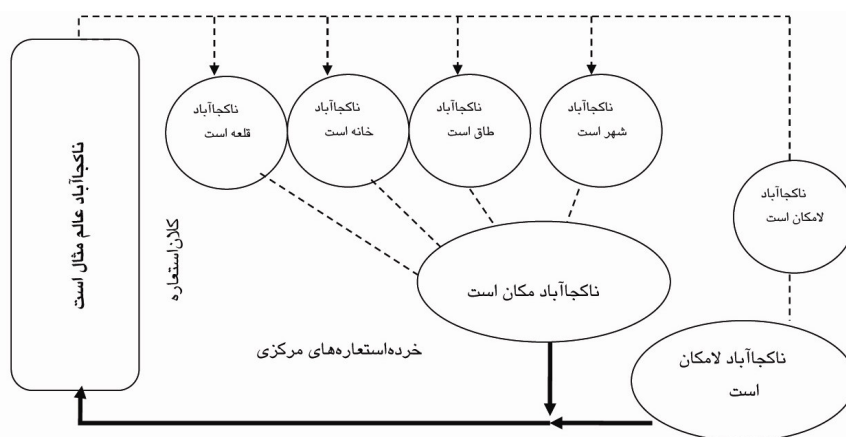 ناکجاآباد
شهر است
ناکجاآباد
طاق است
ناکجاآباد
خانه است
ناکجاآباد
قلعه است
ناکجاآباد
لامکان است
ناکجاآباد مکان است
ناکجاآباد لامکان
است
خرده‌استعاره‌های مرکزی
کلان‌استعاره
ناکجاآباد عالم مثال است